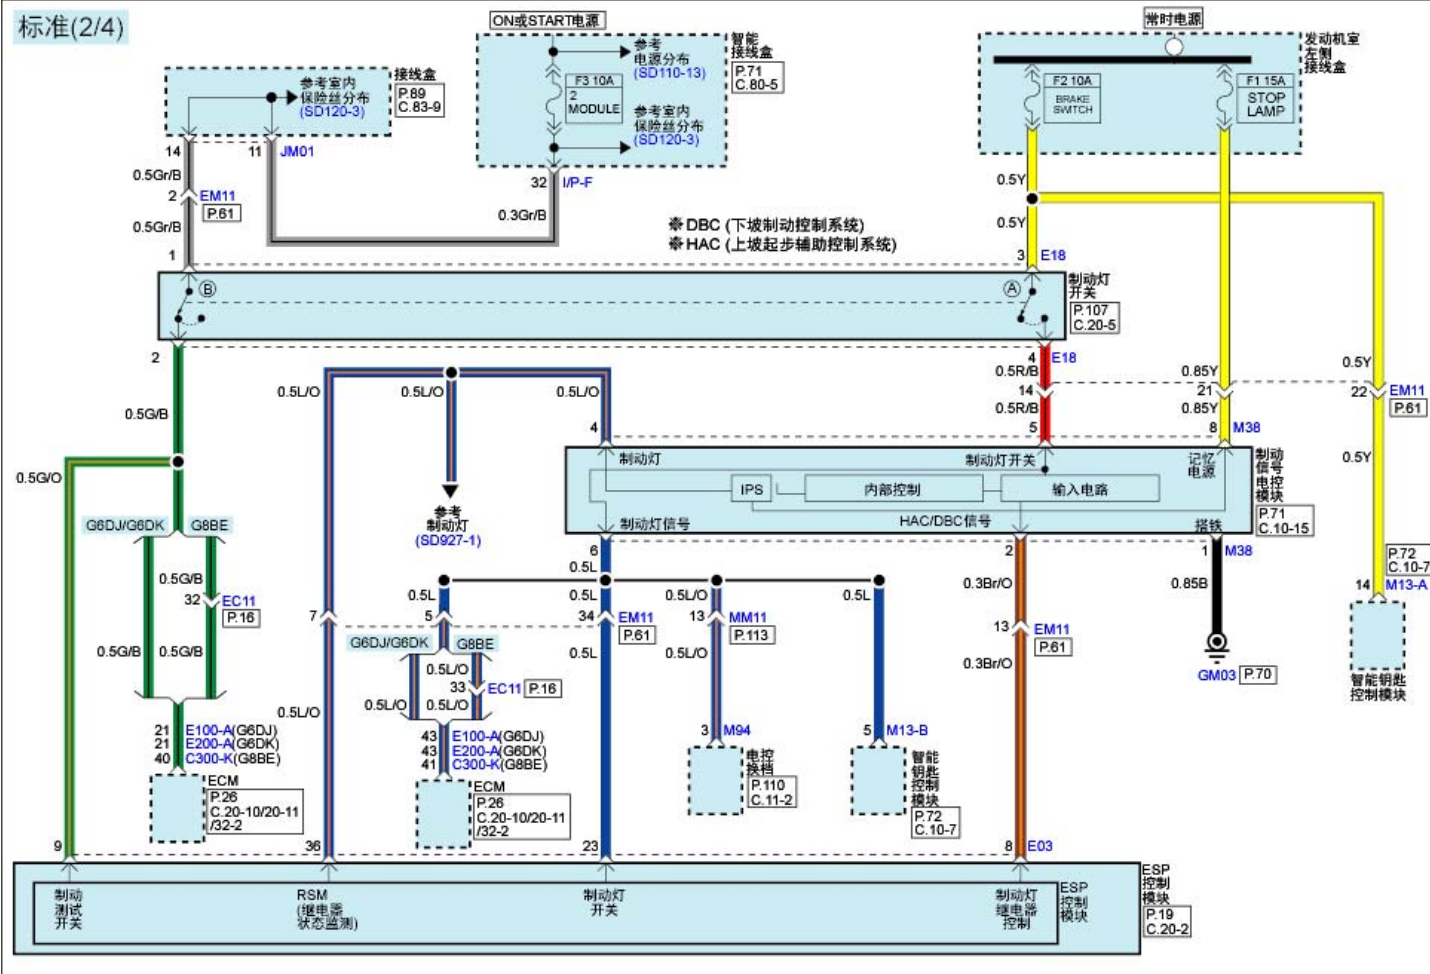 标准(2/4)
ON或START电源
常时电源
参考室内
保险丝分布
(SD120-3)
接线盒
P.89
C.83-9
参考
电源分布
(SD110-13)
F3 10A
2
MODULE
参考室内
保险丝分布
(SD120-3)
智能
接线盒
P.71
C.80-5
F2 10A
BRAKE
SWITCH
F1 15A
STOP
LAMP
发动机室
左侧
接线盒
14
11
JM01
32
I/P-F
0.5Gr/B
2
EM11
P.61
0.5Gr/B
0.3Gr/B
0.5Y
0.5Y
※DBC (下坡制动控制系统)
※HAC (上坡起步辅助控制系统)
1
3
E18
B
A
制动灯
开关
P.107
C.20-5
2
4
E18
0.5L/O
0.5L/O
0.5L/O
0.5R/B
0.85Y
0.5Y
14
21
22
EM11
P.61
0.5G/B
0.5R/B
0.85Y
4
5
8
M38
0.5Y
0.5G/O
制动灯
制动灯开关
记忆
电源
IPS
内部控制
输入电路
制动灯信号
HAC/DBC信号
搭铁
制动
信号
电控
模块
P.71
C.10-15
参考
制动灯
(SD927-1)
G6DJ/G6DK
G8BE
6
0.5L
2
1
M38
0.5G/B
32
EC11
P.16
0.5L
0.5L
0.5L/O
0.5L
0.3Br/O
0.85B
P.72
C.10-7
14
M13-A
7
5
34
EM11
P.61
13
MM11
P.113
13
EM11
P.61
0.5G/B
0.5G/B
G6DJ/G6DK
G8BE
0.5L
0.5L/O
0.3Br/O
0.5L/O
33
EC11
P.16
GM03
P.70
智能钥匙
控制模块
0.5L/O
0.5L/O
0.5L/O
21
E100-A(G6DJ)
21
E200-A(G6DK)
40
C300-K(G8BE)
43
E100-A(G6DJ)
43
E200-A(G6DK)
41
C300-K(G8BE)
3
M94
5
M13-B
ECM
P.26
C.20-10/20-11
/32-2
ECM
P.26
C.20-10/20-11
/32-2
电控
换档
P.110
C.11-2
智能
钥匙
控制
模块
P.72
C.10-7
9
36
23
8
E03
制动
测试
开关
RSM
(继电器
状态监测)
制动灯
开关
制动灯
继电器
控制
ESP
控制
模块
ESP
控制
模块
P.19
C.20-2